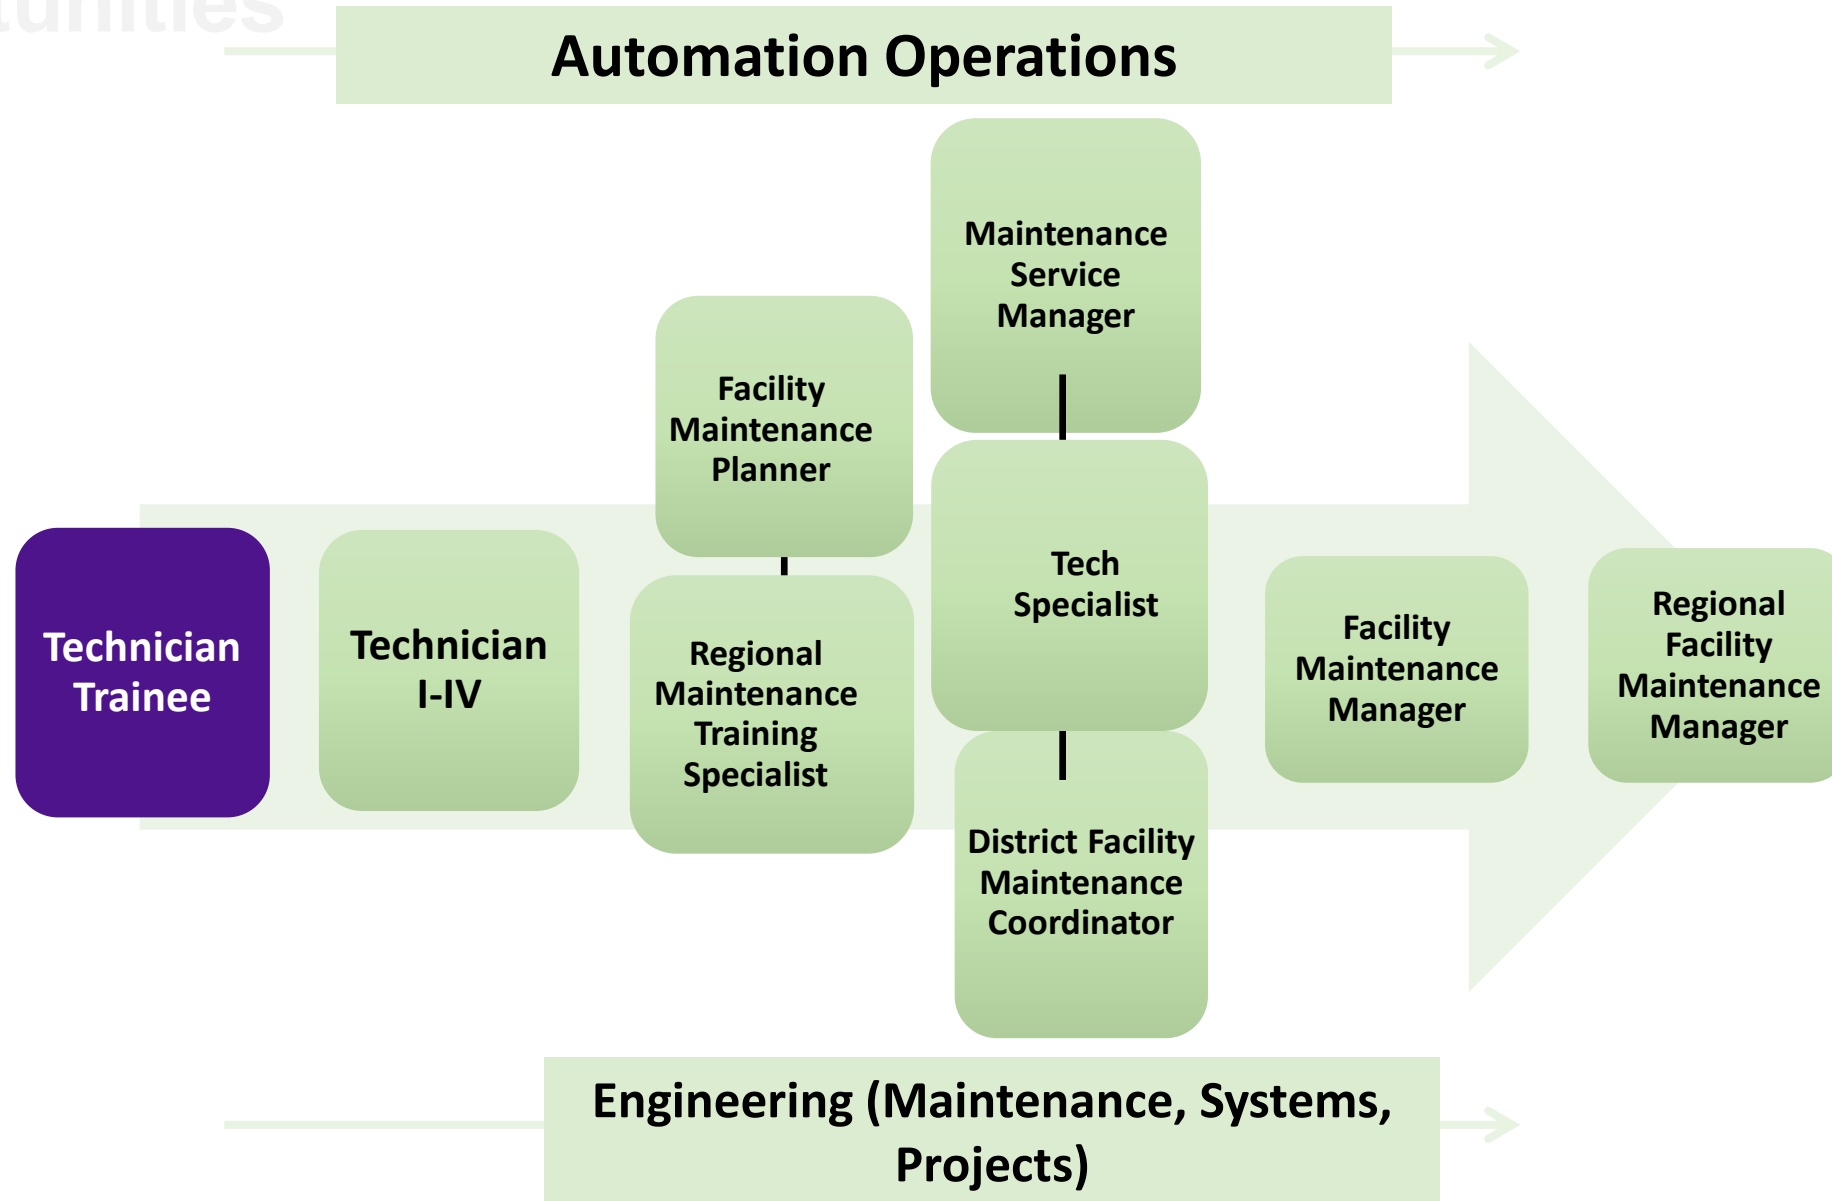 tunities
Automation Operations
Maintenance
Service
Manager
Facility
Maintenance
Planner
Tech
Specialist
Technician
Trainee
Technician
I-IV
Regional
Maintenance
Training
Specialist
Facility
Maintenance
Manager
Regional
Facility
Maintenance
Manager
District Facility
Maintenance
Coordinator
Engineering (Maintenance, Systems,
Projects)